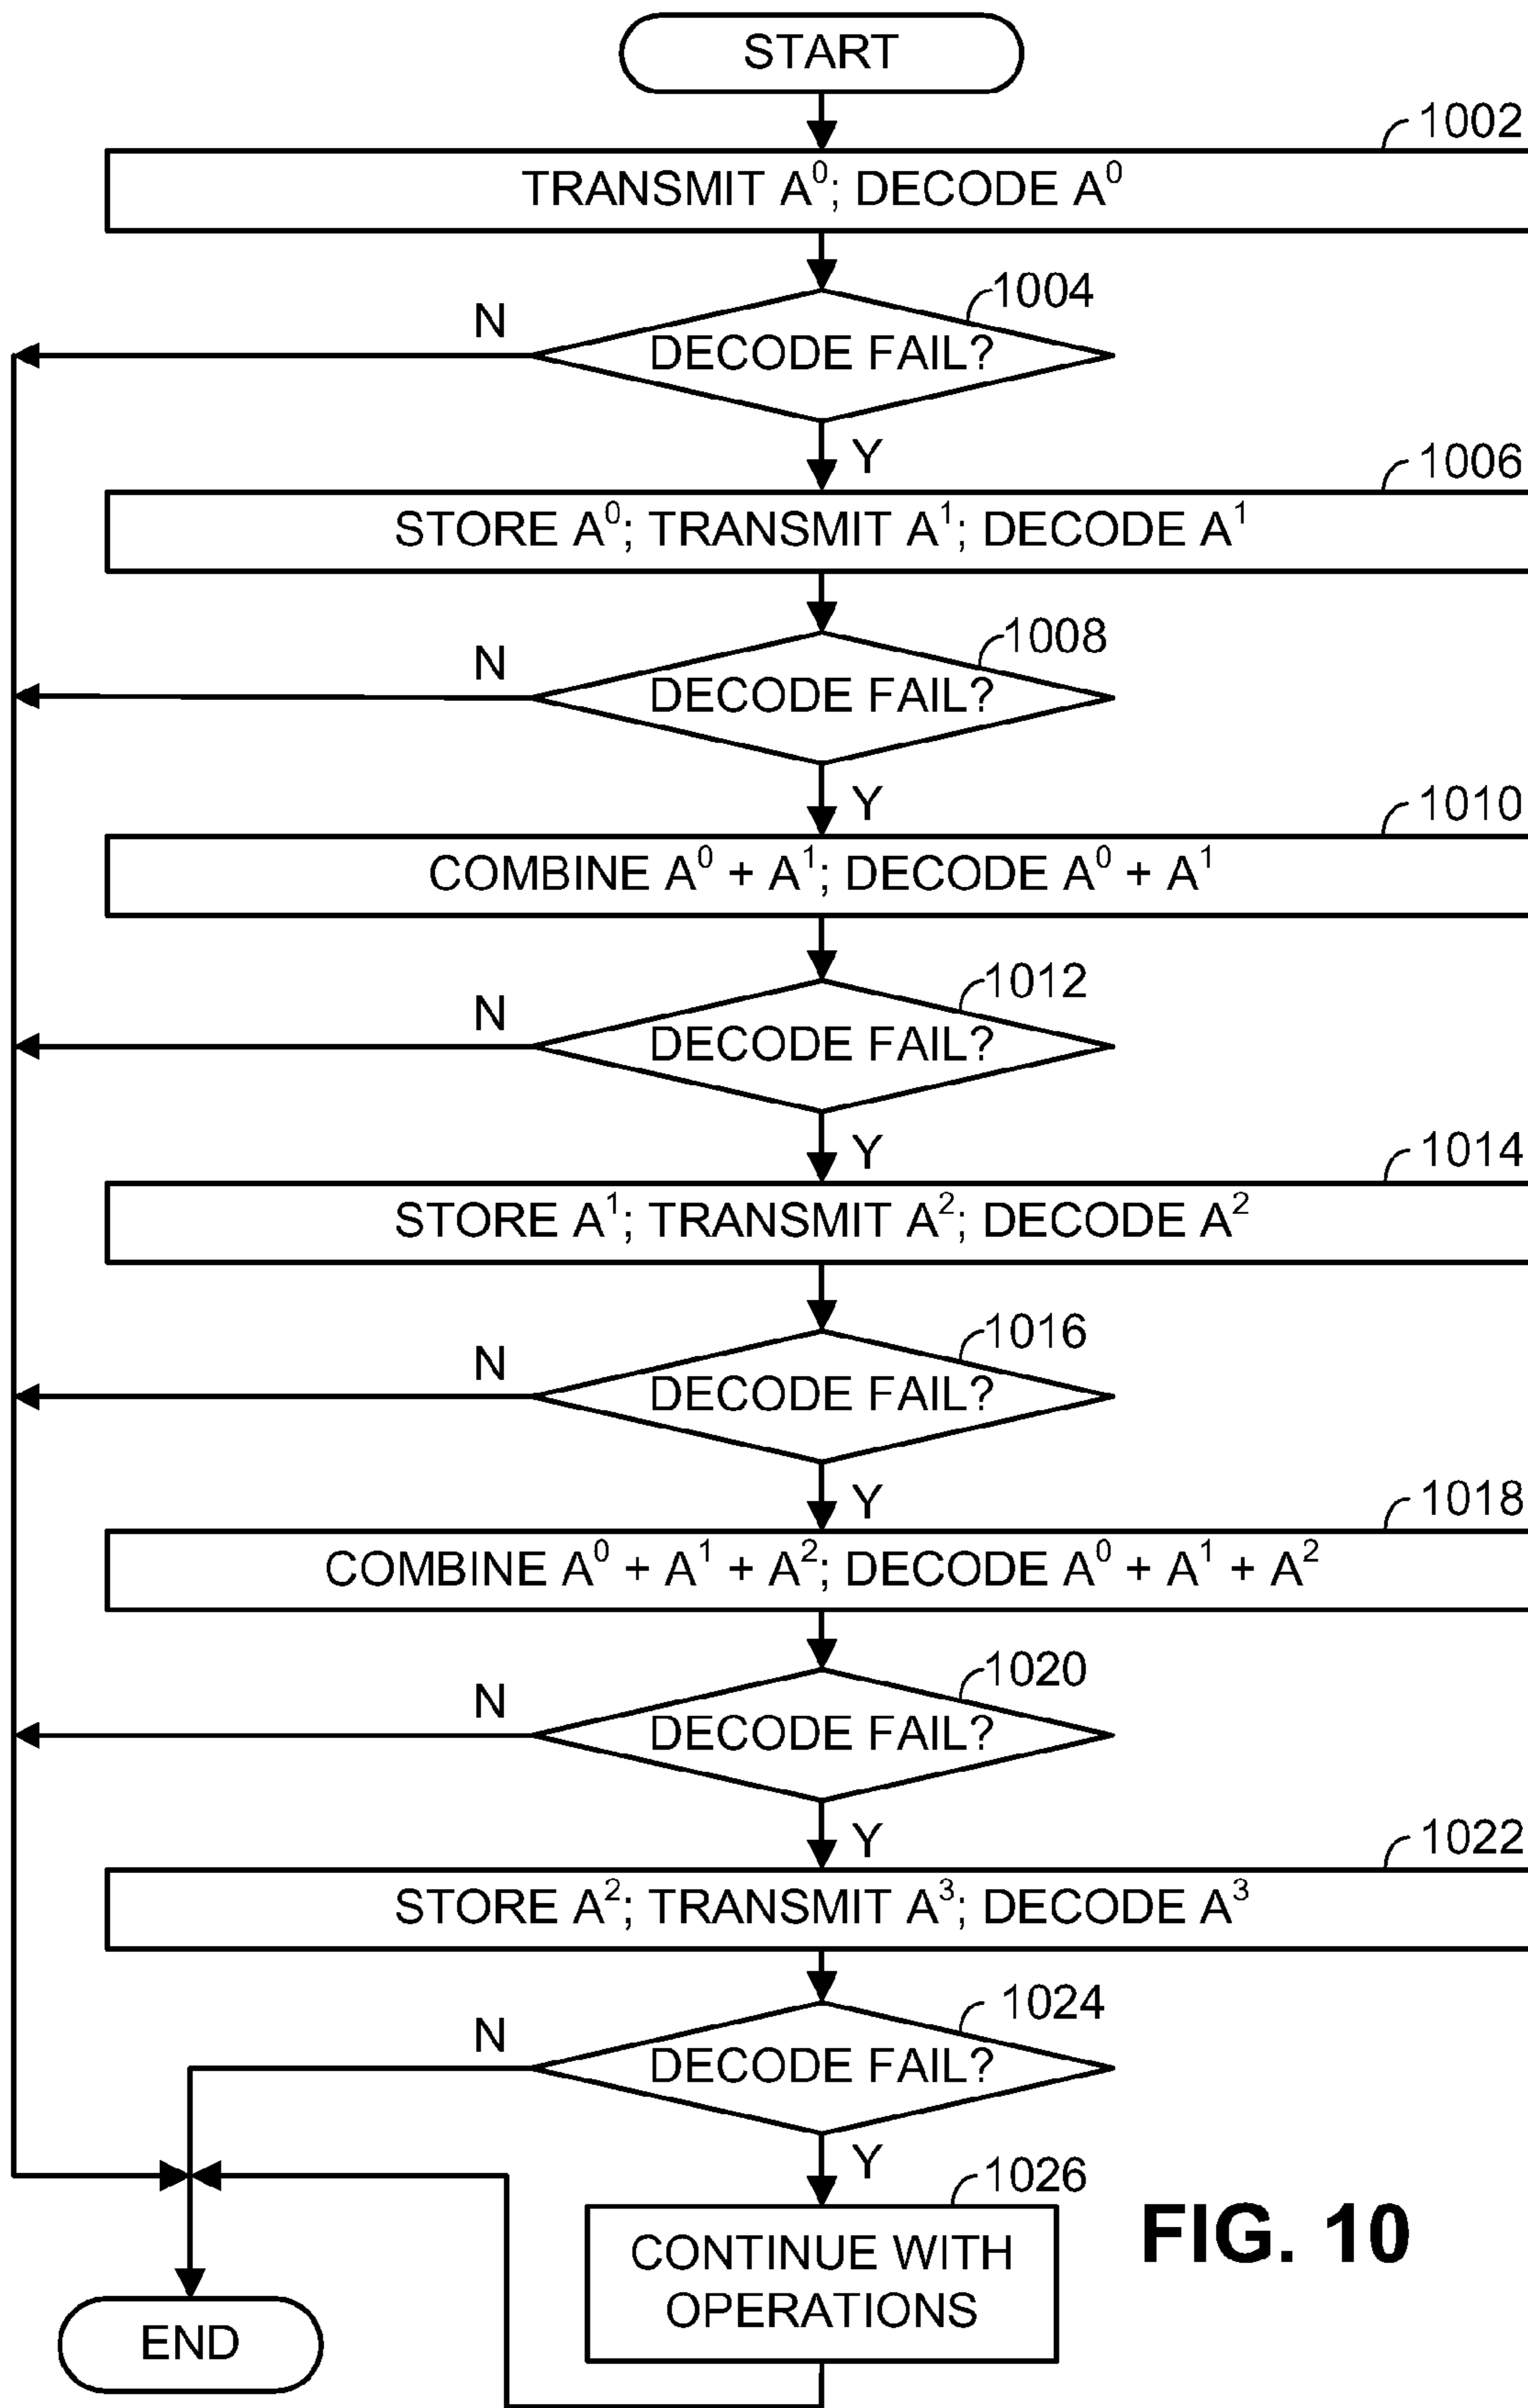 START
1002
TRANSMIT A⁰; DECODE A⁰
1004
N
DECODE FAIL?
Y
1006
STORE A⁰; TRANSMIT A¹; DECODE A¹
1008
N
DECODE FAIL?
Y
1010
COMBINE A⁰ + A¹; DECODE A⁰ + A¹
1012
N
DECODE FAIL?
Y
1014
STORE A¹; TRANSMIT A²; DECODE A²
1016
N
DECODE FAIL?
Y
1018
COMBINE A⁰ + A¹ + A²; DECODE A⁰ + A¹ + A²
1020
N
DECODE FAIL?
Y
1022
STORE A²; TRANSMIT A³; DECODE A³
1024
N
DECODE FAIL?
Y
1026
CONTINUE WITH
OPERATIONS
FIG. 10
END